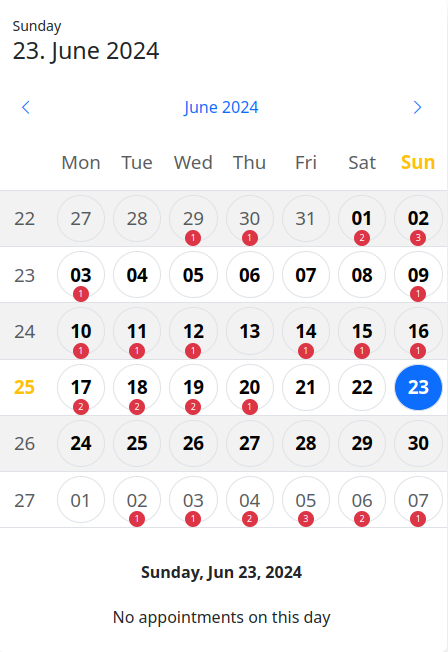 Sunday
23. June 2024
June 2024
Mon Tue Wed Thu Fri Sat Sun
22 27 28 29 30 31 01 02
1 1 2 3
23 03 04 05 06 07 08 09
1 1
24 10 11 12 13 14 15 16
1 1 1 1 1 1
25 17 18 19 20 21 22 23
2 2 2 1
26 24 25 26 27 28 29 30
27 01 02 03 04 05 06 07
1 1 2 3 2 1
Sunday, Jun 23, 2024
No appointments on this day